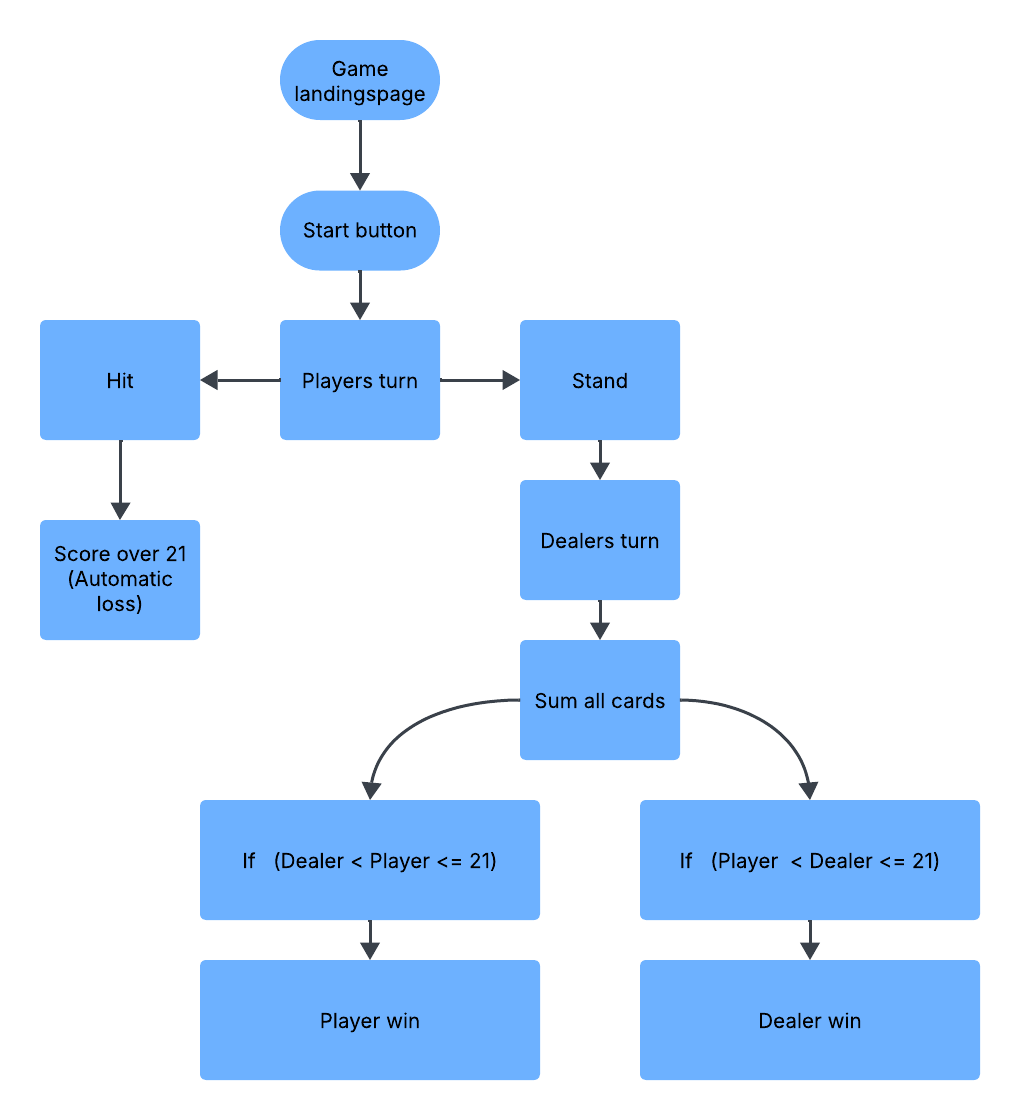 Game
landingspage
Start button
Hit
Players turn
Stand
Score over 21
(Automatic
loss)
Dealers turn
Sum all cards
If   (Dealer < Player <= 21)
If   (Player  < Dealer <= 21)
Player win
Dealer win